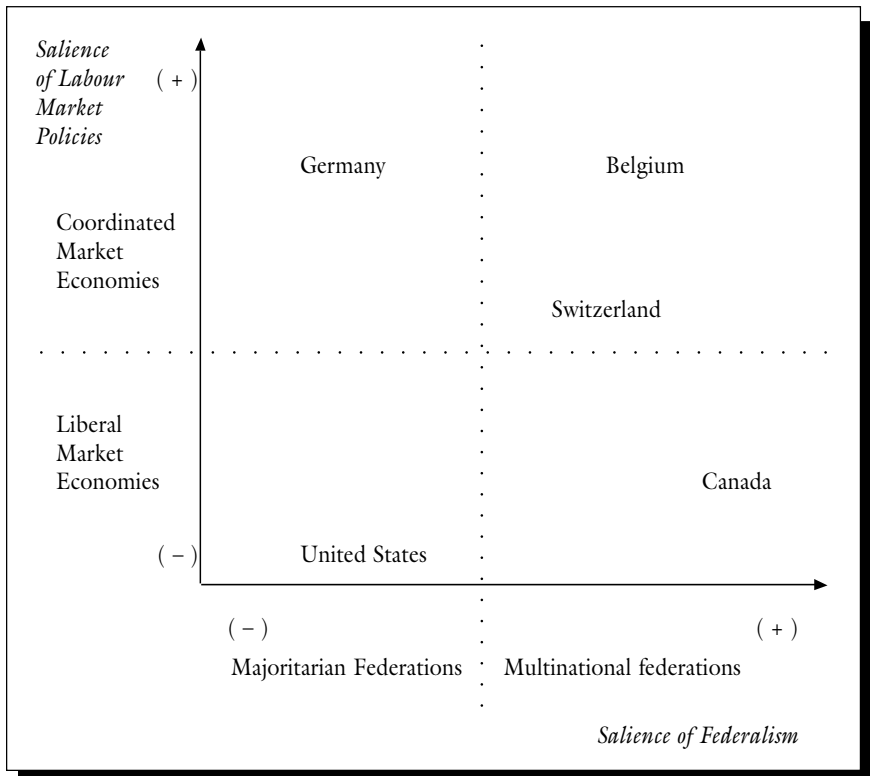 Salience
of Labour
Market
Policies
( + )
Germany
Belgium
Coordinated
Market
Economies
Switzerland
Liberal
Market
Economies
Canada
( − )
United States
( − )
( + )
Majoritarian Federations
Multinational federations
Salience of Federalism